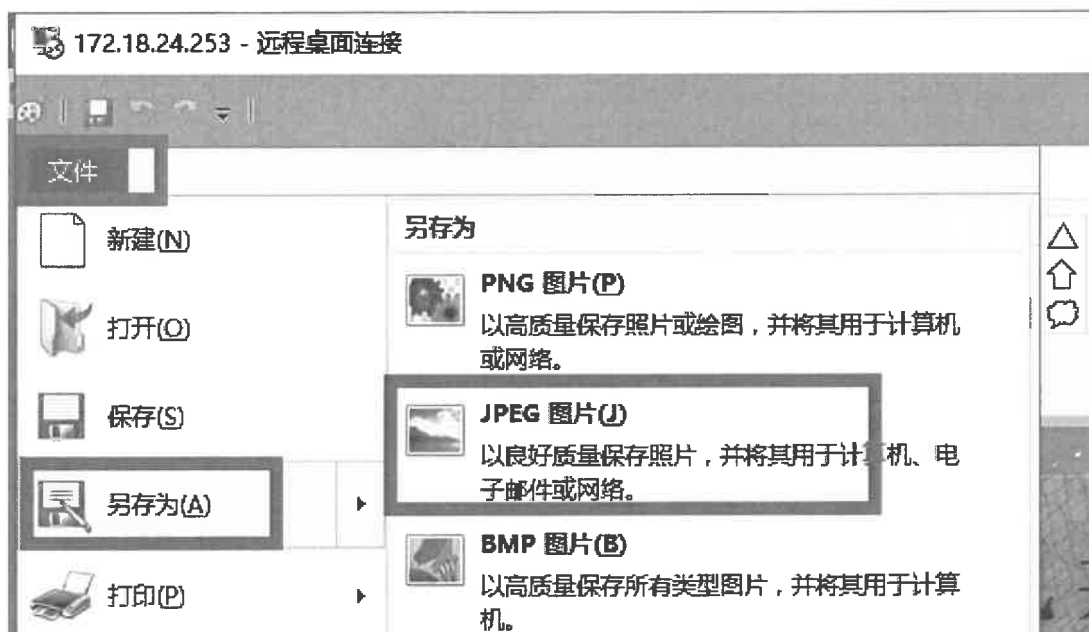 172.18.24.253 - 远程桌面连接
文件
新建(N)
打开(O)
保存(S)
另存为(A)
打印(P)
另存为
PNG 图片(P)
以高质量保存照片或绘图，并将其用于计算机
或网络。
JPEG 图片(J)
以良好质量保存照片，并将其用于计算机、电
子邮件或网络。
BMP 图片(B)
以高质量保存所有类型图片，并将其用于计算
机。